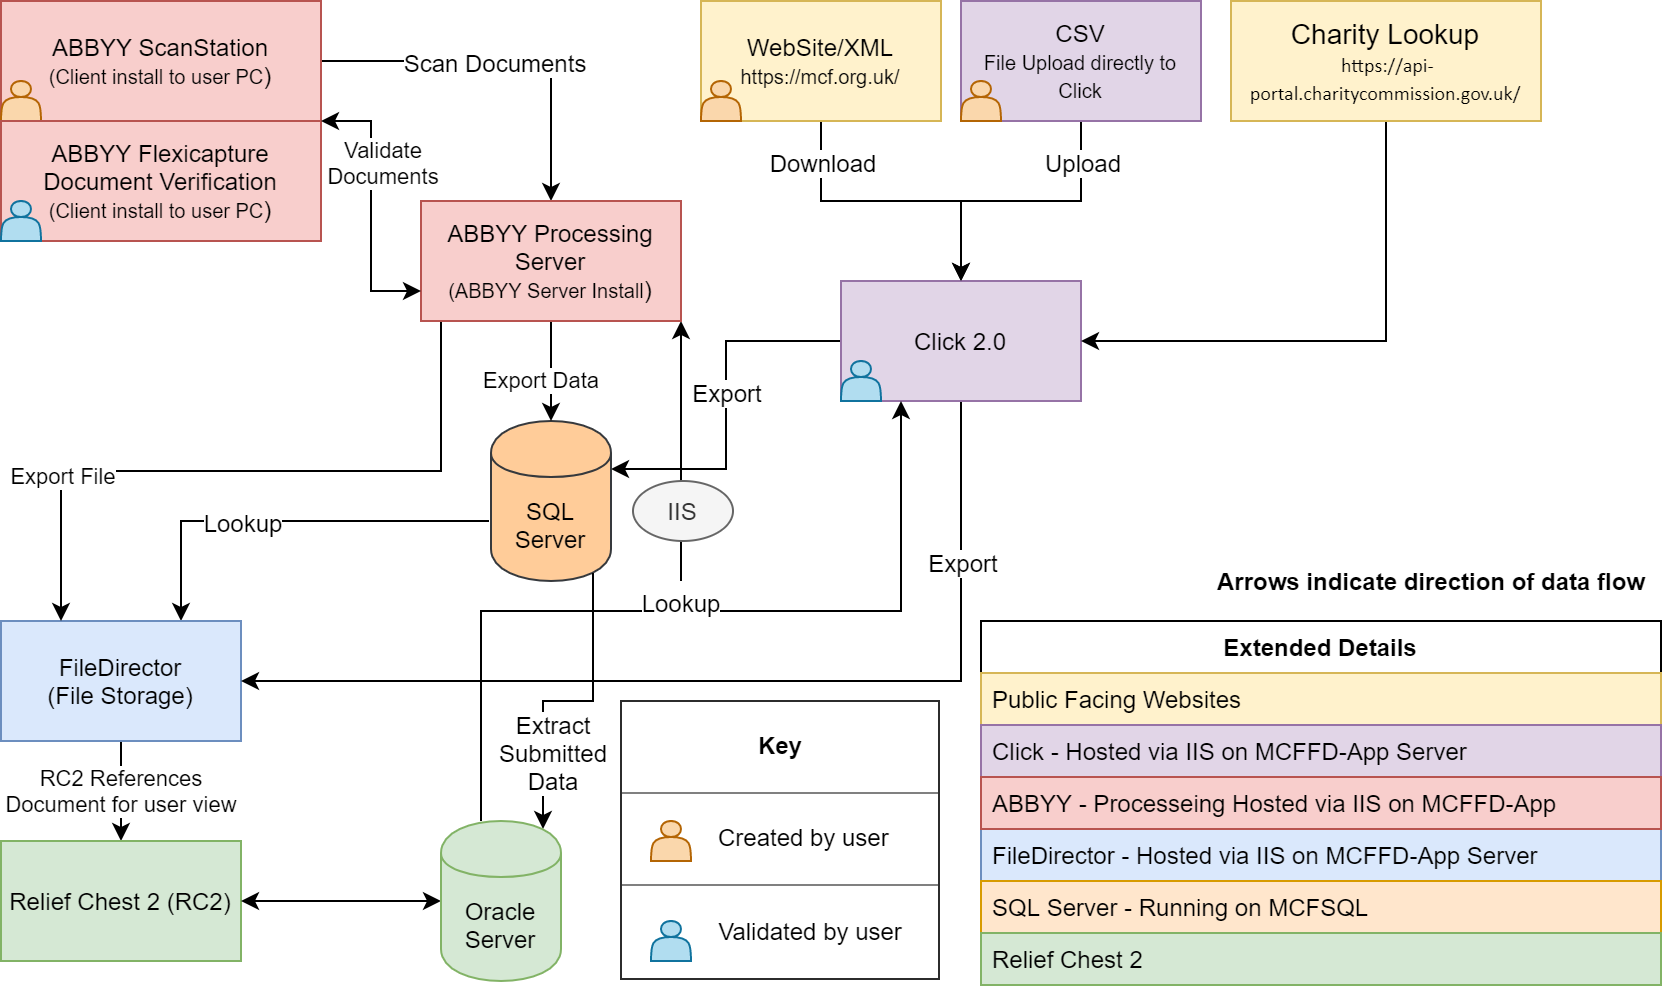 ABBYY ScanStation
(Client install to user PC)
ABBYY Flexicapture
Document Verification
(Client install to user PC)
Scan Documents
Validate
Documents
WebSite/XML
https://mcf.org.uk/
CSV
File Upload directly to
Click
Charity Lookup
https://api-
portal.charitycommission.gov.uk/
Download
Upload
ABBYY Processing
Server
(ABBYY Server Install)
Click 2.0
Export Data
Export
Export File
Lookup
SQL
Server
IIS
Export
Lookup
Arrows indicate direction of data flow
FileDirector
(File Storage)
RC2 References
Document for user view
Extract
Submitted
Data
Relief Chest 2 (RC2)
Oracle
Server
Key
Created by user
Validated by user
Extended Details
Public Facing Websites
Click - Hosted via IIS on MCFFD-App Server
ABBYY - Processeing Hosted via IIS on MCFFD-App
FileDirector - Hosted via IIS on MCFFD-App Server
SQL Server - Running on MCFSQL
Relief Chest 2